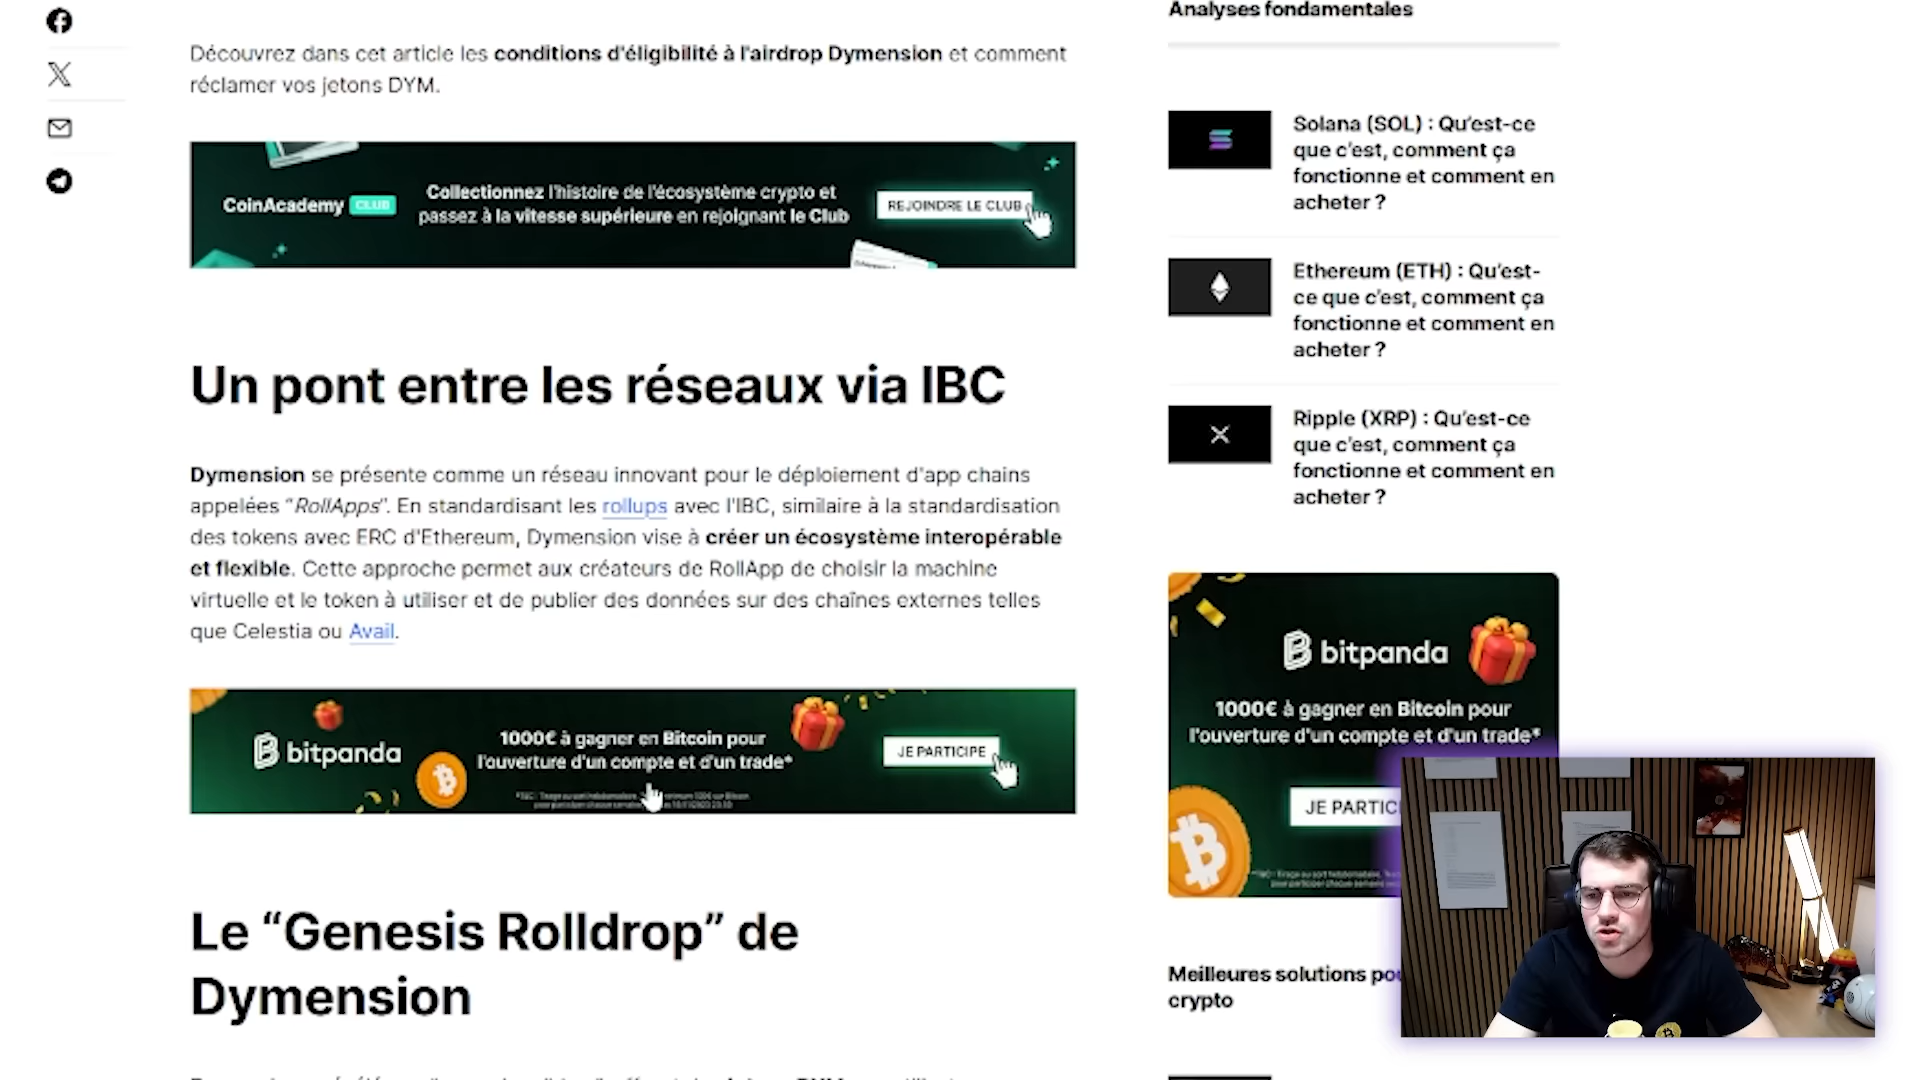 Découvrez dans cet article les conditions d'éligibilité à l'airdrop Dymension et comment
réclamer vos jetons DYM.
CoinAcademy CLUB
Collectionnez l'histoire de l'écosystème crypto et
passez à la vitesse supérieure en rejoignant le Club
REJOINDRE LE CLUB
Un pont entre les réseaux via IBC
Dymension se présente comme un réseau innovant pour le déploiement d'app chains
appelées “RollApps”. En standardisant les rollups avec l'IBC, similaire à la standardisation
des tokens avec ERC d'Ethereum, Dymension vise à créer un écosystème interopérable
et flexible. Cette approche permet aux créateurs de RollApp de choisir la machine
virtuelle et le token à utiliser et de publier des données sur des chaînes externes telles
que Celestia ou Avail.
bitpanda
1000€ à gagner en Bitcoin pour
l'ouverture d'un compte et d'un trade*
JE PARTICIPE
Le “Genesis Rolldrop” de
Dymension
Analyses fondamentales
Solana (SOL) : Qu'est-ce
que c'est, comment ça
fonctionne et comment en
acheter ?
Ethereum (ETH) : Qu'est-
ce que c'est, comment ça
fonctionne et comment en
acheter ?
Ripple (XRP) : Qu'est-ce
que c'est, comment ça
fonctionne et comment en
acheter ?
bitpanda
1000€ à gagner en Bitcoin pour
l'ouverture d'un compte et d'un trade*
JE PARTIC
Meilleures solutions po
crypto